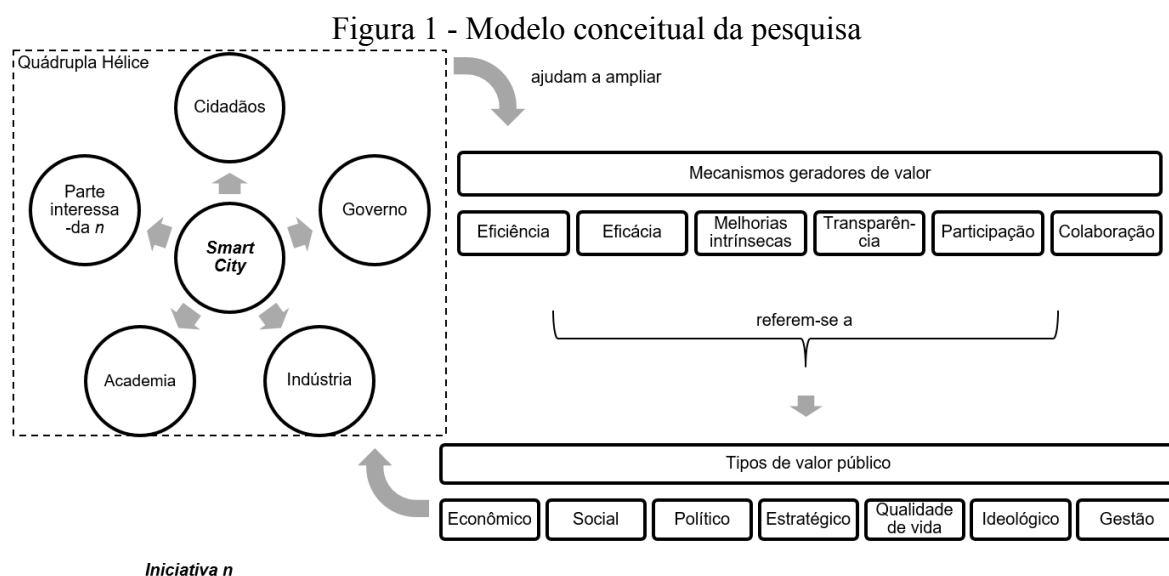 Figura 1 - Modelo conceitual da pesquisa
Quádrupla Hélice
Cidadãos
Parte
interessa
-da n
Governo
Smart
City
Academia
Indústria
ajudam a ampliar
Mecanismos geradores de valor
Eficiência
Eficácia
Melhorias
intrínsecas
Transparên-
cia
Participação
Colaboração
referem-se a
Tipos de valor público
Econômico
Social
Político
Estratégico
Qualidade
de vida
Ideológico
Gestão
Iniciativa n